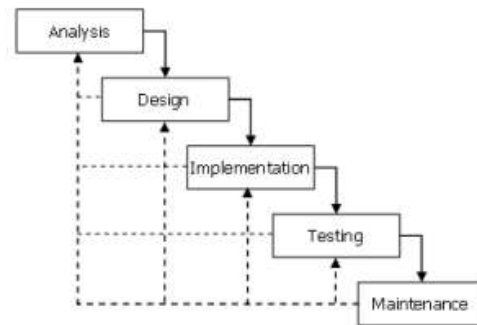 Analysis
Design
Implementation
Testing
Maintenance